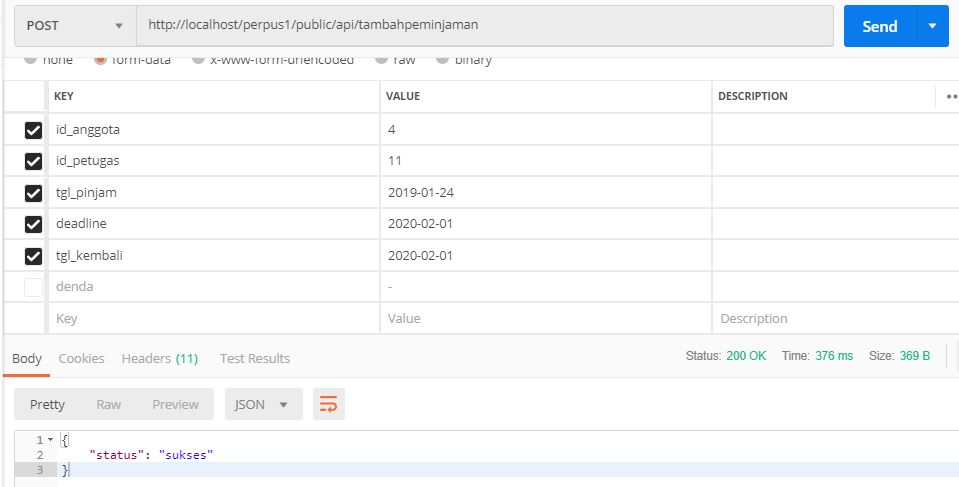 POST http://localhost/perpus1/public/api/tambahpeminjaman Send
none form-data x-www-form-urlencoded raw binary
KEY VALUE DESCRIPTION
id_anggota 4
id_petugas 11
tgl_pinjam 2019-01-24
deadline 2020-02-01
tgl_kembali 2020-02-01
denda -
Key Value Description
Body Cookies Headers (11) Test Results Status: 200 OK Time: 376 ms Size: 369 B
Pretty Raw Preview JSON
1 {
2 "status": "sukses"
3 }